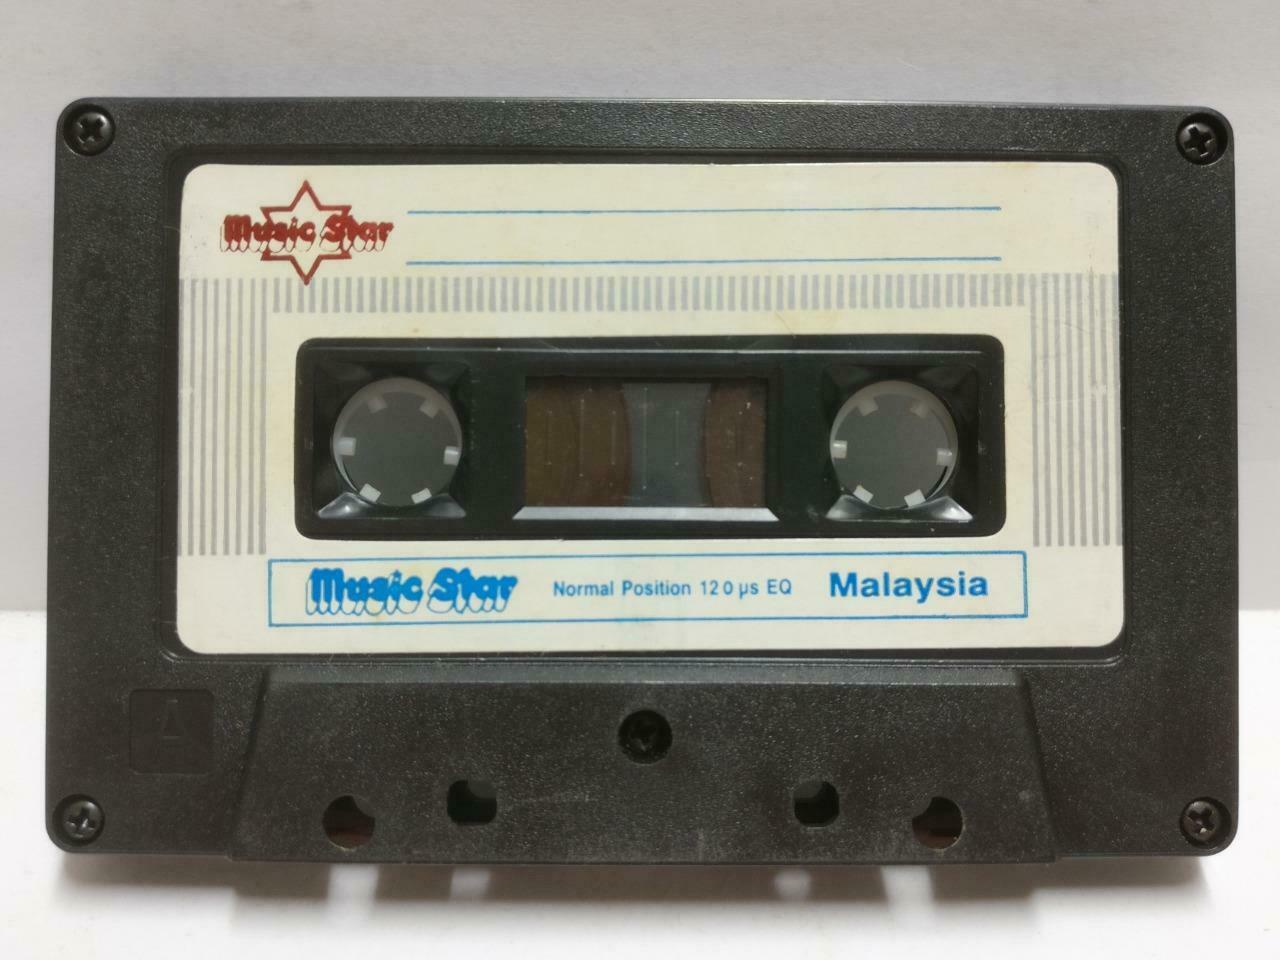 Music Star
Music Star Normal Position 120 µs EQ Malaysia
A